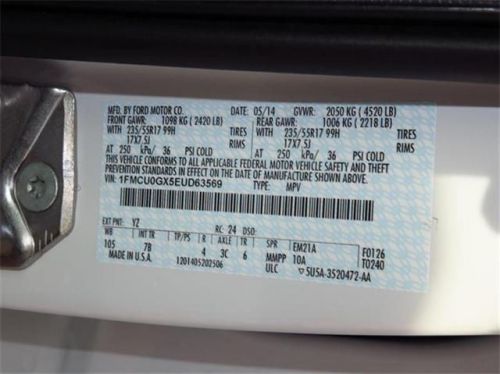 MFD. BY FORD MOTOR CO. 05/14 GVWR: 2050 KG (4520 LB)
FRONT GAWR: 1098 KG (2420 LB) REAR GAWR: 1006 KG (2218 LB)
WITH 235/55R17 99H TIRES WITH 235/55R17 99H TIRES
17X7.5J RIMS 17X7.5J RIMS
AT 250 kPa/ 36 PSI COLD AT 250 kPa/ 36 PSI COLD
THIS VEHICLE CONFORMS TO ALL APPLICABLE FEDERAL MOTOR VEHICLE SAFETY AND THEFT PREVENTION STANDARDS IN EFFECT ON THE DATE OF MANUFACTURE SHOWN ABOVE.
VIN: 1FMCU0GX5EUD63569 TYPE: MPV
EXT PNT: YZ RC: 24 DSO:
WB INT TR TP/PS R AXLE TR SPR EM21A F0126
105 7B 4 3C 6 MMPP 10A T0240
MADE IN U.S.A. 1201405202506 ULC 5U5A-3520472-AA